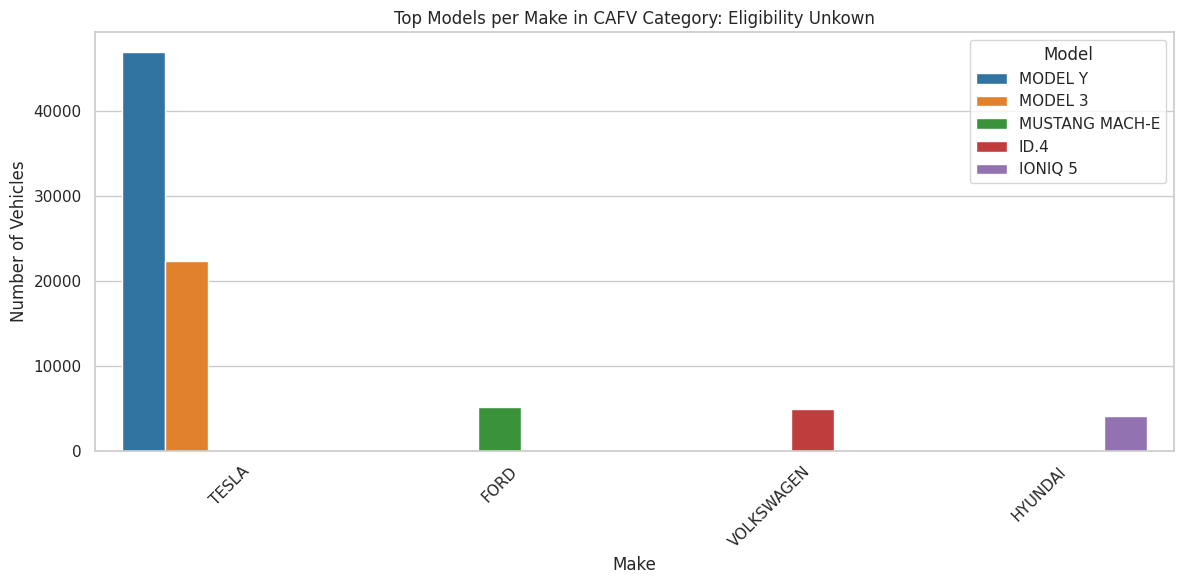 Top Models per Make in CAFV Category: Eligibility Unkown
Model
MODEL Y
MODEL 3
MUSTANG MACH-E
ID.4
IONIQ 5
Number of Vehicles
40000
30000
20000
10000
0
TESLA
FORD
VOLKSWAGEN
HYUNDAI
Make